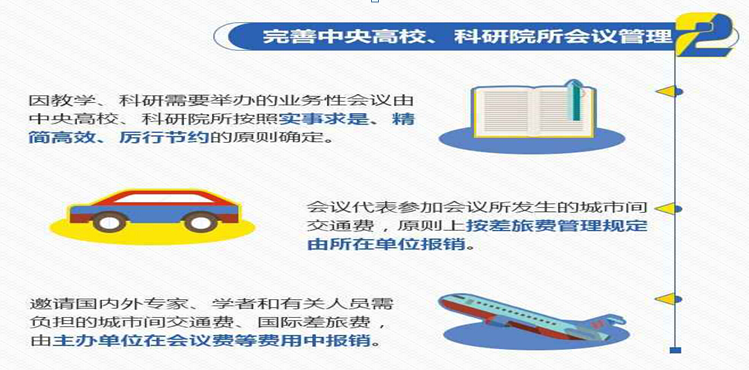 完善中央高校、科研院所会议管理
2
因教学、科研需要举办的业务性会议由
中央高校、科研院所按照实事求是、精
简高效、厉行节约的原则确定。
会议代表参加会议所发生的城市间
交通费，原则上按差旅费管理规定
由所在单位报销。
邀请国内外专家、学者和有关人员需
负担的城市间交通费、国际差旅费，
由主办单位在会议费等费用中报销。